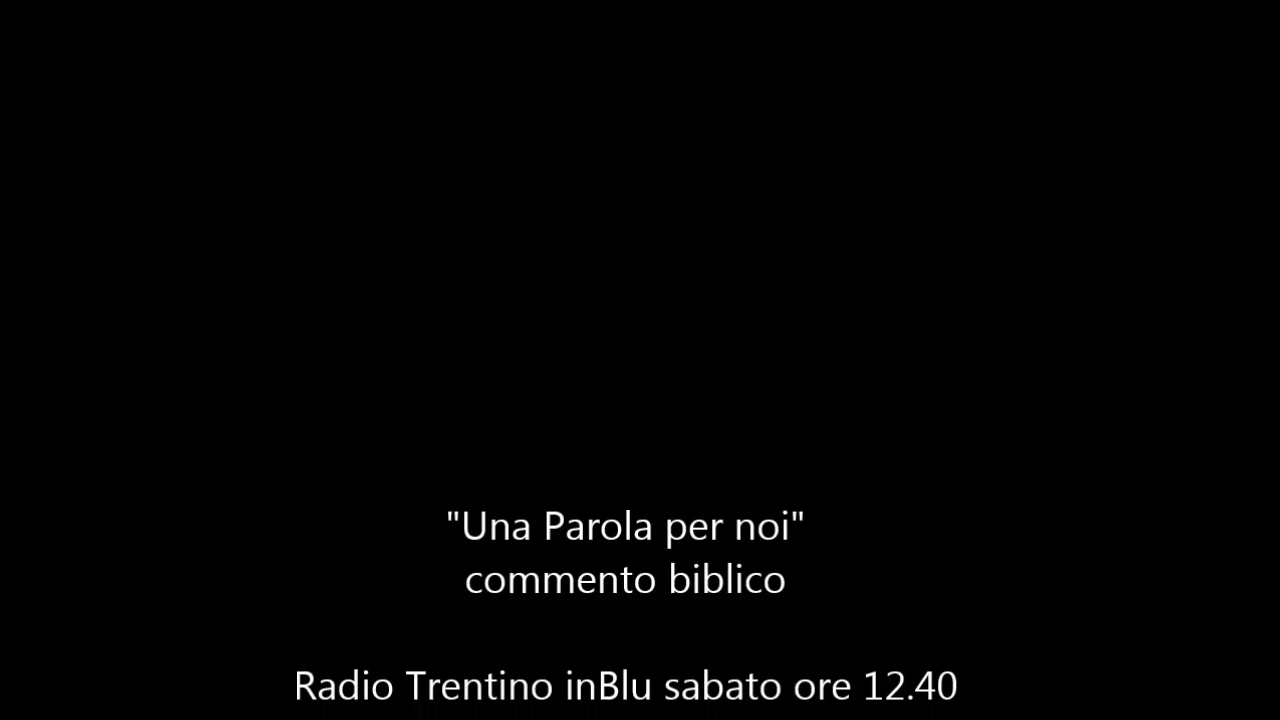 "Una Parola per noi"
commento biblico
Radio Trentino inBlu sabato ore 12.40